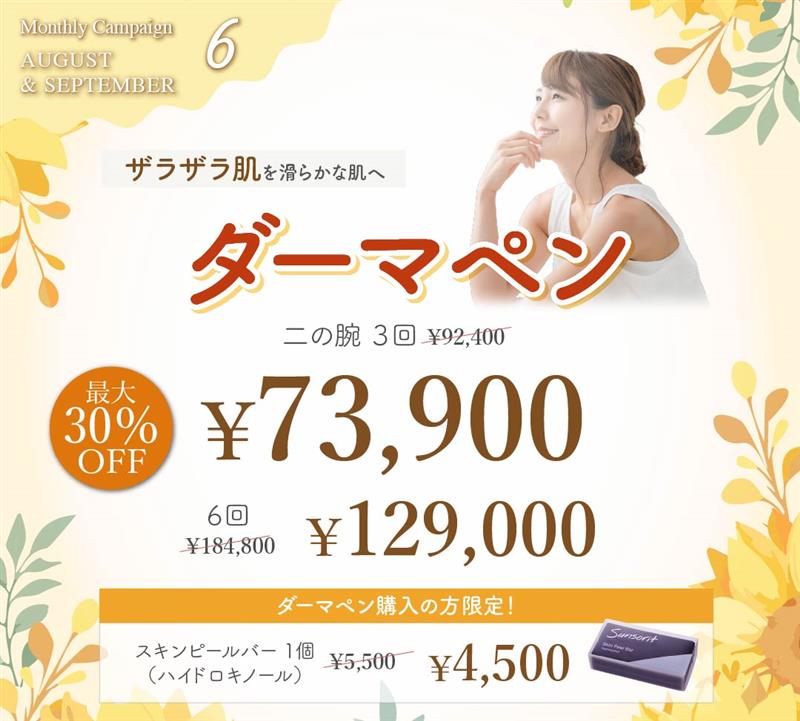 Monthly Campaign
AUGUST
& SEPTEMBER
6
ザラザラ肌を滑らかな肌へ
ダーマペン
二の腕 3回 ¥92,400
¥73,900
最大
30%
OFF
6回
¥184,800
¥129,000
ダーマペン購入の方限定!
スキンピールバー 1個
(ハイドロキノール)
¥5,500
¥4,500
Sunsorit
Skin Peel Bar